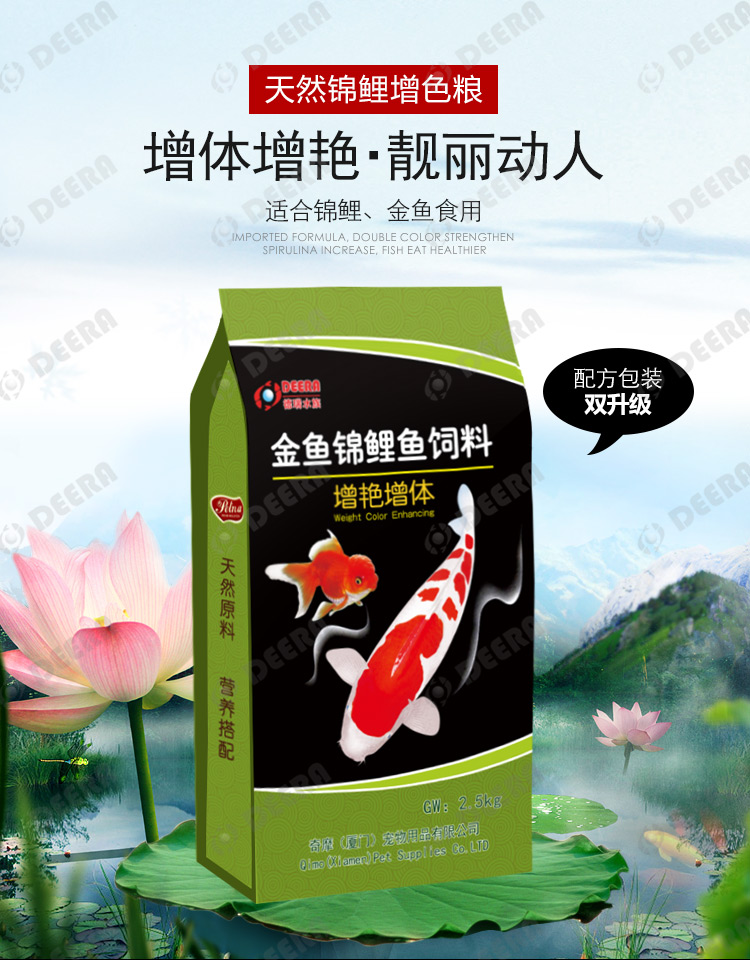 天然锦鲤增色粮
增体增艳·靓丽动人
适合锦鲤、金鱼食用
IMPORTED FORMULA, DOUBLE COLOR STRENGTHEN
SPIRULINA INCREASE, FISH EAT HEALTHIER
配方包装
双升级
DEERA
德瑞水族
金鱼锦鲤鱼饲料
增艳增体
Weight Color Enhancing
天然原料
营养搭配
GW: 2.5kg
奇摩（厦门）宠物用品有限公司
Qimo(Xiamen)Pet Supplies Co.LTD
DEERA